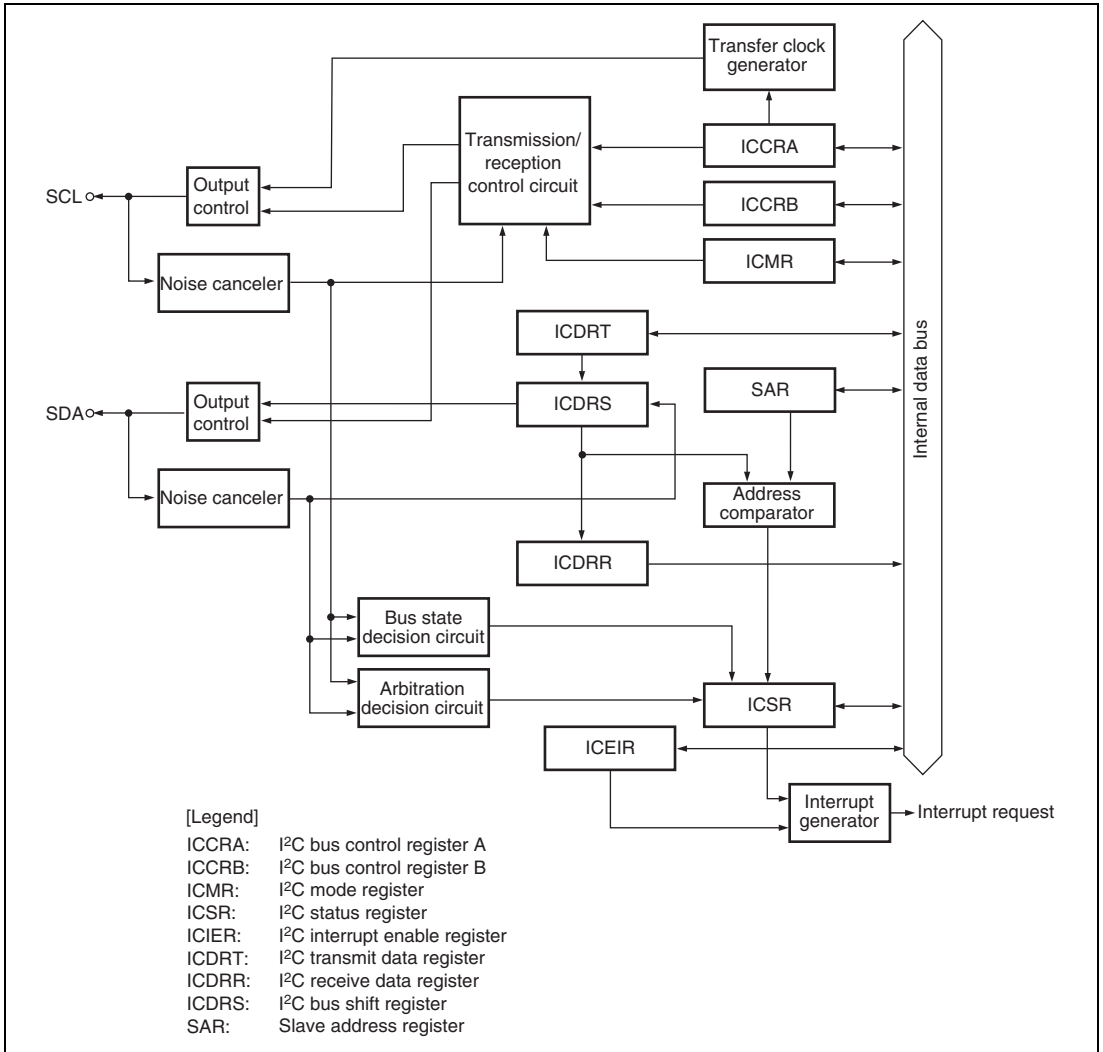 Transfer clock
generator
Transmission/
reception
control circuit
ICCRA
SCL
Output
control
ICCRB
ICMR
Noise canceler
ICDRT
Internal data bus
SDA
Output
control
ICDRS
SAR
Noise canceler
Address
comparator
ICDRR
Bus state
decision circuit
Arbitration
decision circuit
ICSR
ICEIR
Interrupt
generator
Interrupt request
[Legend]
ICCRA: I²C bus control register A
ICCRB: I²C bus control register B
ICMR: I²C mode register
ICSR: I²C status register
ICIER: I²C interrupt enable register
ICDRT: I²C transmit data register
ICDRR: I²C receive data register
ICDRS: I²C bus shift register
SAR: Slave address register